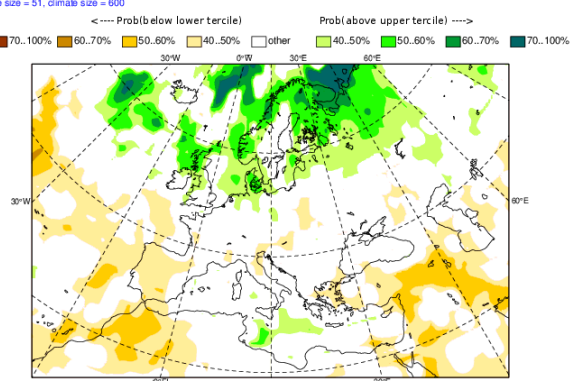 size = 51, climate size = 600
<---- Prob(below lower tercile)    Prob(above upper tercile) ---->
70..100%  60..70%  50..60%  40..50%  other  40..50%  50..60%  60..70%  70..100%
30°W  0°W  30°E  60°E
30°W  60°E